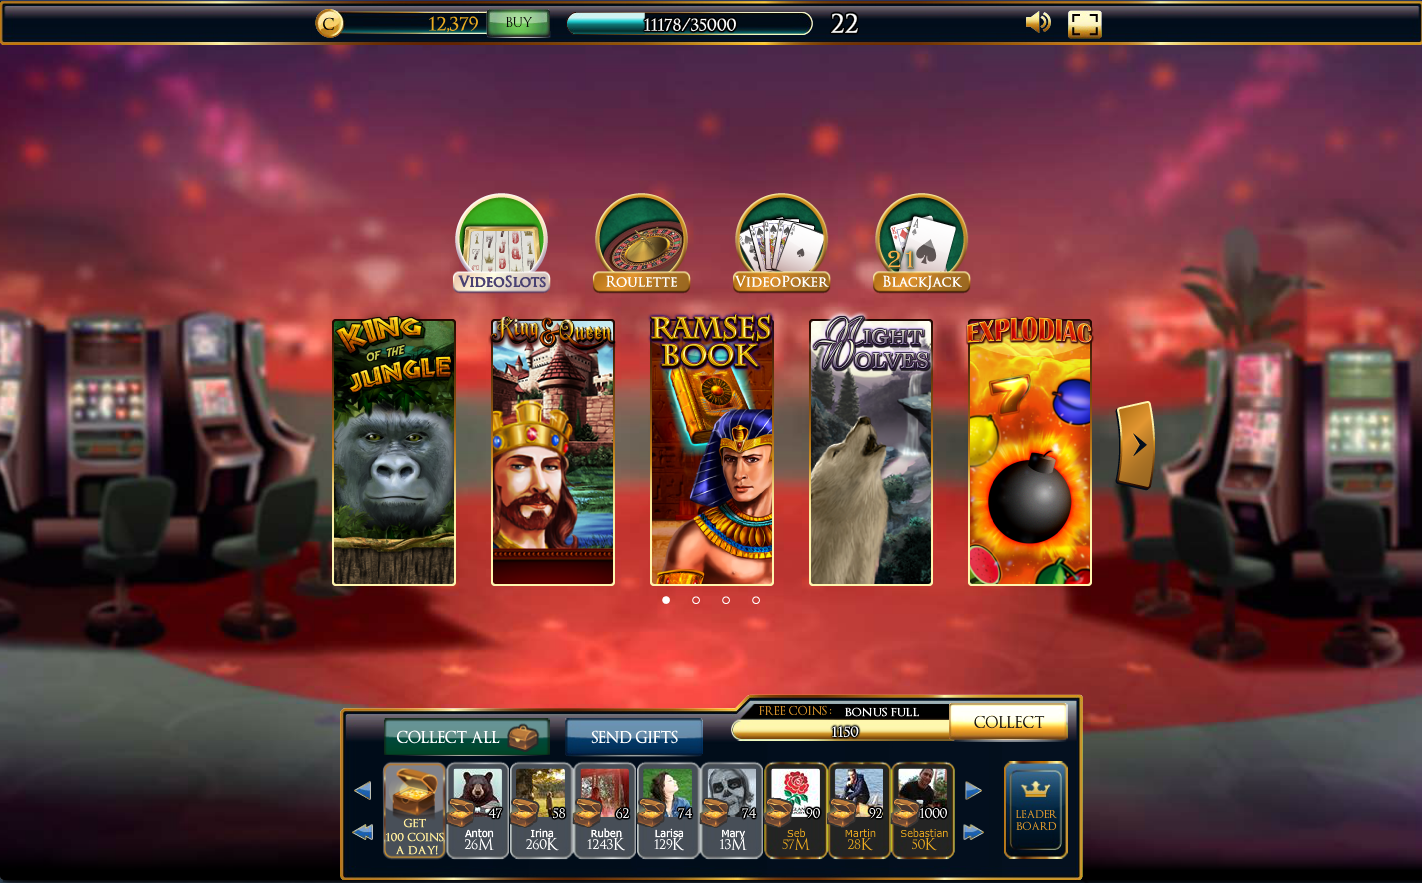 C 12,379 BUY 11178/35000 22
VIDEOSLOTS
ROULETTE
VIDEOPOKER
21
BLACKJACK
KING
OF THE
JUNGLE
King & Queen
RAMSES
BOOK
NIGHT
WOLVES
EXPLODIAC
7
FREE COINS: BONUS FULL
1150
COLLECT
COLLECT ALL
SEND GIFTS
GET
100 COINS
A DAY!
47
Anton
26M
58
Irina
260K
62
Ruben
1243K
74
Larisa
129K
74
Mary
13M
90
Seb
57M
92
Martin
28K
1000
Sebastian
50K
LEADER
BOARD